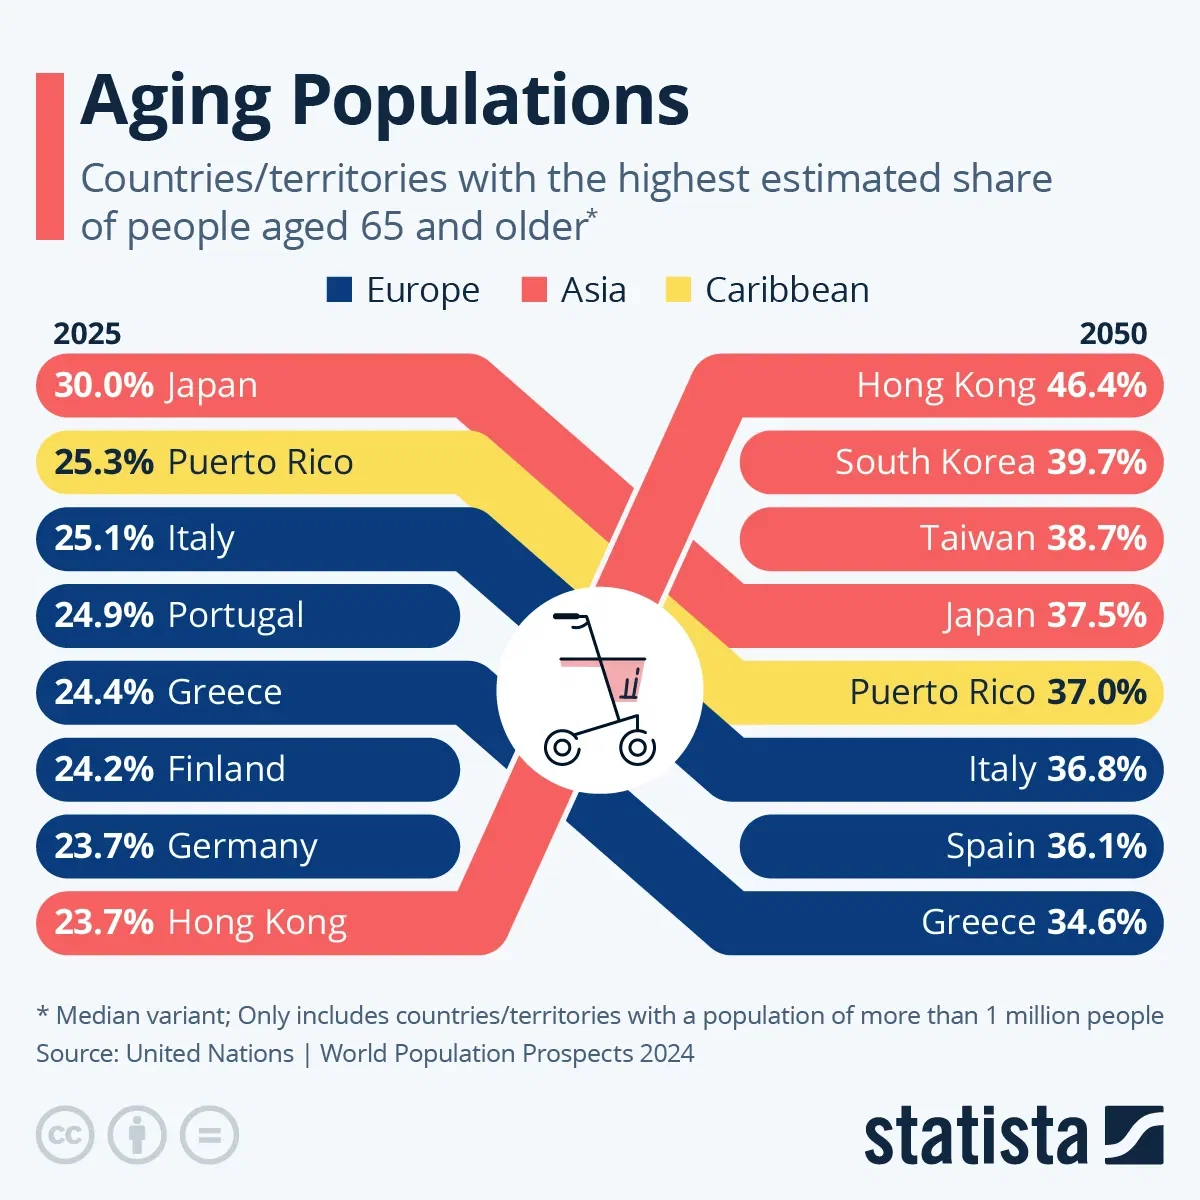 Aging Populations
Countries/territories with the highest estimated share
of people aged 65 and older*
Europe Asia Caribbean
2025
30.0% Japan
25.3% Puerto Rico
25.1% Italy
24.9% Portugal
24.4% Greece
24.2% Finland
23.7% Germany
23.7% Hong Kong
2050
Hong Kong 46.4%
South Korea 39.7%
Taiwan 38.7%
Japan 37.5%
Puerto Rico 37.0%
Italy 36.8%
Spain 36.1%
Greece 34.6%
* Median variant; Only includes countries/territories with a population of more than 1 million people
Source: United Nations | World Population Prospects 2024
cc
statista